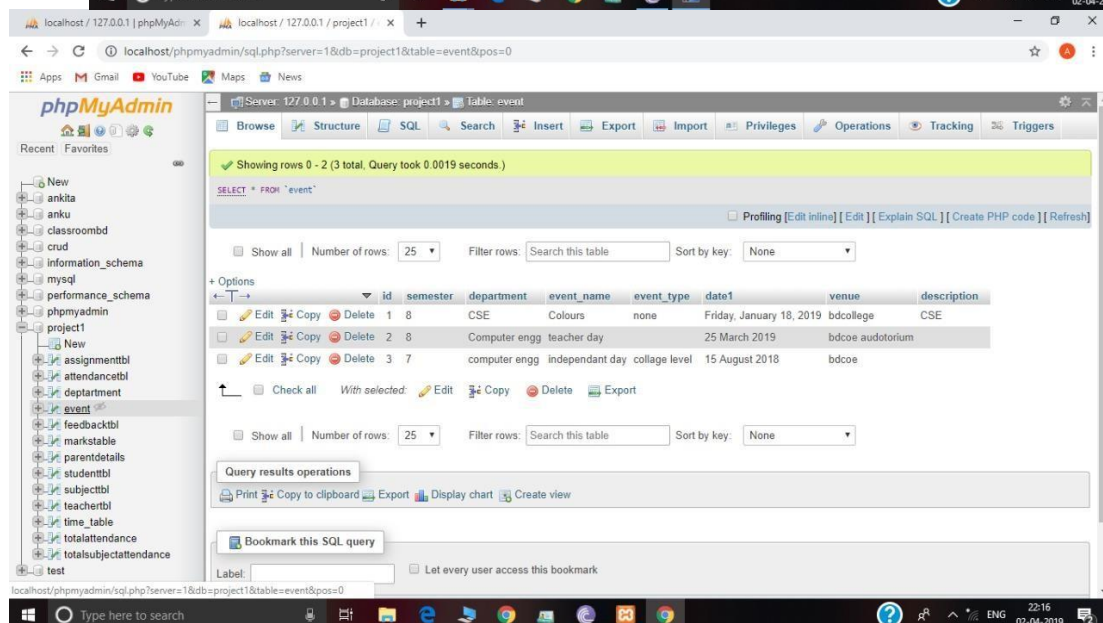 02-04-2
localhost / 127.0.0.1 | phpMyAdm × localhost / 127.0.0.1 / project1 / × +
localhost/phpmyadmin/sql.php?server=1&db=project1&table=event&pos=0 A
Apps Gmail YouTube Maps News
phpMyAdmin
Recent Favorites
New
ankita
anku
classroombd
crud
information_schema
mysql
performance_schema
phpmyadmin
project1
New
assignmenttbl
attendancetbl
deptartment
event
feedbacktbl
markstable
parentdetails
studenttbl
subjecttbl
teachertbl
time_table
totalattendance
totalsubjectattendance
test
Server: 127.0.0.1 » Database: project1 » Table: event
Browse Structure SQL Search Insert Export Import Privileges Operations Tracking Triggers
Showing rows 0 - 2 (3 total, Query took 0.0019 seconds.)
SELECT * FROM `event`
Profiling [Edit inline] [ Edit ] [ Explain SQL ] [ Create PHP code ] [ Refresh]
Show all | Number of rows: 25 Filter rows: Search this table Sort by key: None
+ Options
←T→ id semester department event_name event_type date1 venue description
Edit Copy Delete 1 8 CSE Colours none Friday, January 18, 2019 bdcollege CSE
Edit Copy Delete 2 8 Computer engg teacher day 25 March 2019 bdcoe audotorium
Edit Copy Delete 3 7 computer engg independant day collage level 15 August 2018 bdcoe
Check all With selected: Edit Copy Delete Export
Show all | Number of rows: 25 Filter rows: Search this table Sort by key: None
Query results operations
Print Copy to clipboard Export Display chart Create view
Bookmark this SQL query
Label: Let every user access this bookmark
localhost/phpmyadmin/sql.php?server=1&db=project1&table=event&pos=0
Type here to search ENG 22:16
02-04-2019